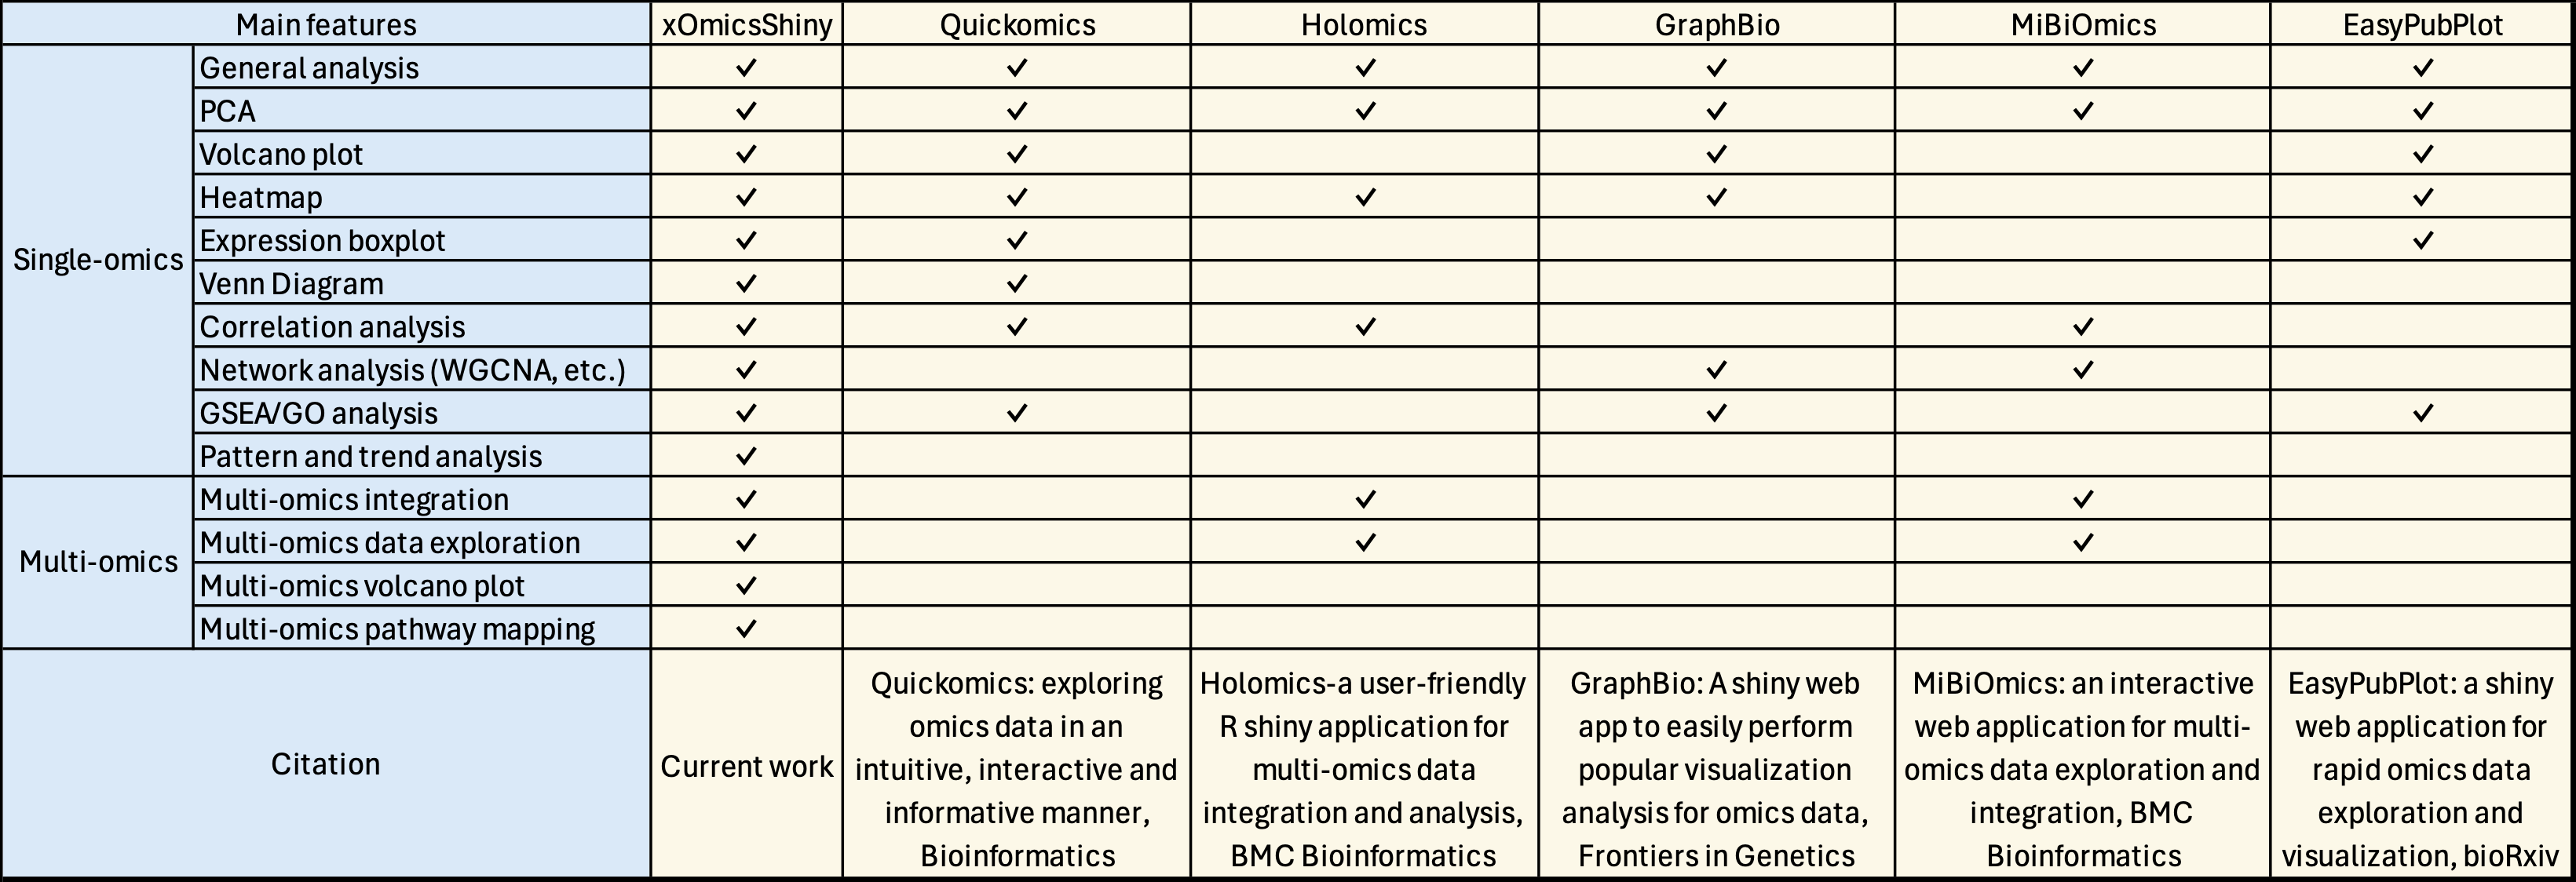 Main features xOmicsShiny Quickomics Holomics GraphBio MiBiOmics EasyPubPlot
Single-omics
General analysis ✓ ✓ ✓ ✓ ✓ ✓
PCA ✓ ✓ ✓ ✓ ✓ ✓
Volcano plot ✓ ✓ ✓ ✓
Heatmap ✓ ✓ ✓ ✓ ✓
Expression boxplot ✓ ✓ ✓
Venn Diagram ✓ ✓
Correlation analysis ✓ ✓ ✓ ✓
Network analysis (WGCNA, etc.) ✓ ✓ ✓
GSEA/GO analysis ✓ ✓ ✓ ✓
Pattern and trend analysis ✓
Multi-omics
Multi-omics integration ✓ ✓ ✓
Multi-omics data exploration ✓ ✓ ✓
Multi-omics volcano plot ✓
Multi-omics pathway mapping ✓
Citation
Current work
Quickomics: exploring
omics data in an
intuitive, interactive and
informative manner,
Bioinformatics
Holomics-a user-friendly
R shiny application for
multi-omics data
integration and analysis,
BMC Bioinformatics
GraphBio: A shiny web
app to easily perform
popular visualization
analysis for omics data,
Frontiers in Genetics
MiBiOmics: an interactive
web application for multi-
omics data exploration and
integration, BMC
Bioinformatics
EasyPubPlot: a shiny
web application for
rapid omics data
exploration and
visualization, bioRxiv